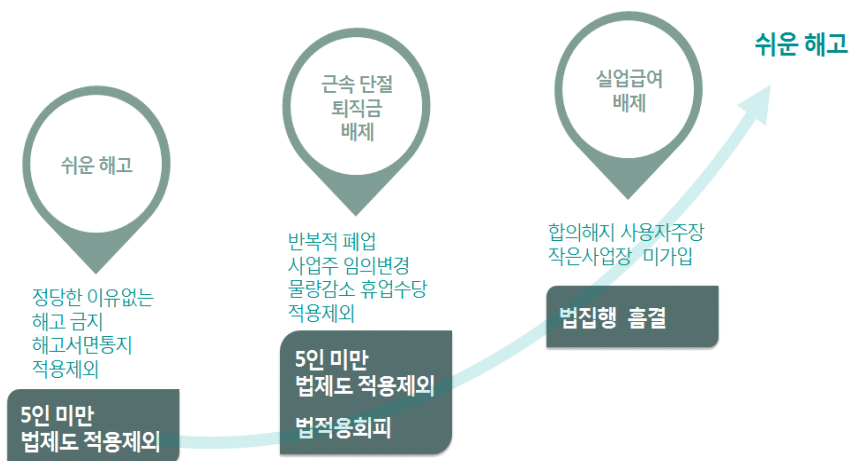 쉬운 해고
쉬운 해고
정당한 이유없는
해고 금지
해고서면통지
적용제외
5인 미만
법제도 적용제외
근속 단절
퇴직금
배제
반복적 폐업
사업주 임의변경
물량감소 휴업수당
적용제외
5인 미만
법제도 적용제외
법적용회피
실업급여
배제
합의해지 사용자주장
작은사업장 미가입
법집행 흠결